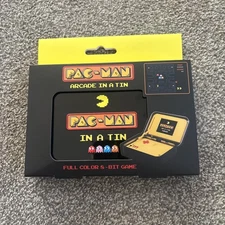 PAC-MAN
ARCADE IN A TIN
PAC-MAN
IN A TIN
FULL COLOR 8-BIT GAME